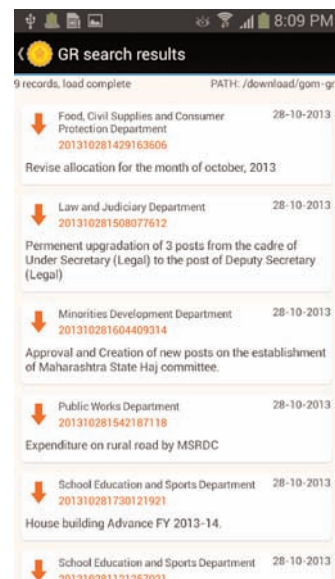 8:09 PM
GR search results
9 records, load complete PATH: /download/gom-gr
Food, Civil Supplies and Consumer 28-10-2013
Protection Department
201310281429163606
Revise allocation for the month of october, 2013
Law and Judiciary Department 28-10-2013
201310281508077612
Permenent upgradation of 3 posts from the cadre of
Under Secretary (Legal) to the post of Deputy Secretary
(Legal)
Minorities Development Department 28-10-2013
201310281604409314
Approval and Creation of new posts on the establishment
of Maharashtra State Haj committee.
Public Works Department 28-10-2013
201310281542187118
Expenditure on rural road by MSRDC
School Education and Sports Department 28-10-2013
201310281730121921
House building Advance FY 2013-14.
School Education and Sports Department 28-10-2013